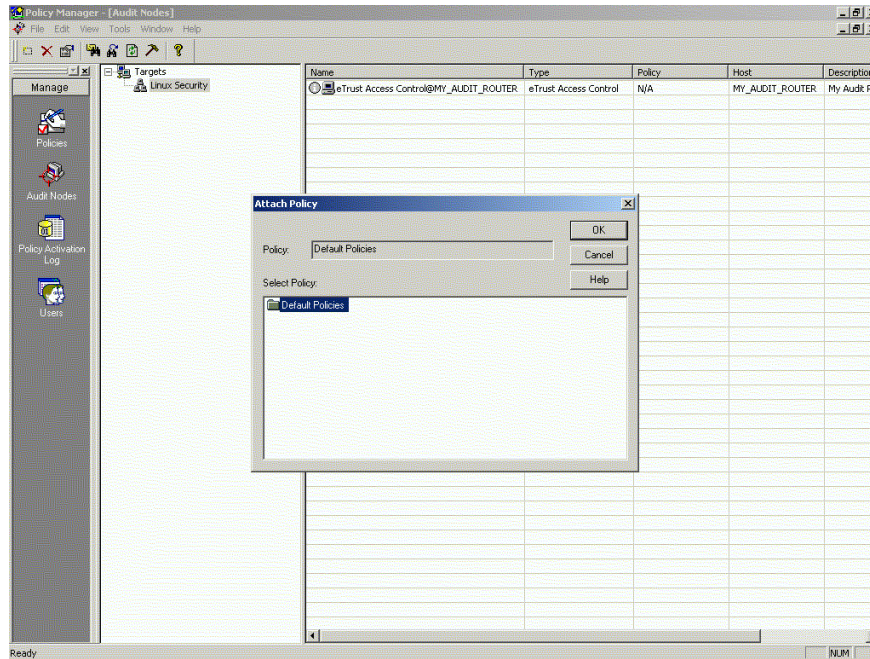 Policy Manager - [Audit Nodes]
File Edit View Tools Window Help
Manage
Policies
Audit Nodes
Policy Activation
Log
Users
Targets
Linux Security
Name Type Policy Host Description
eTrust Access Control@MY_AUDIT_ROUTER eTrust Access Control N/A MY_AUDIT_ROUTER My Audit
Attach Policy
OK
Policy: Default Policies
Cancel
Select Policy:
Help
Default Policies
Ready NUM